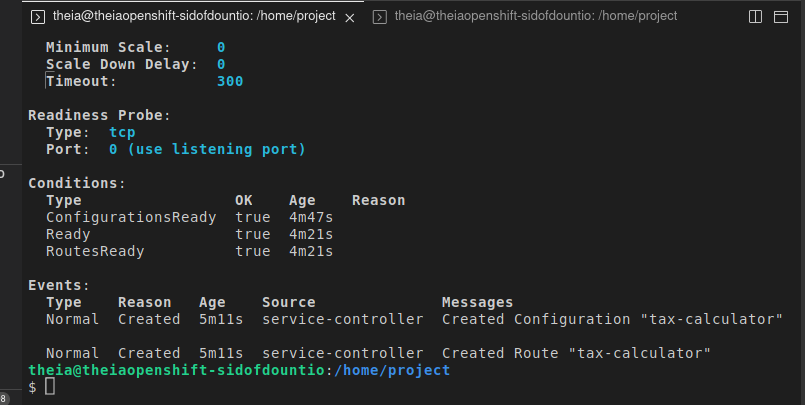 theia@theiaopenshift-sidofdountio: /home/project × theia@theiaopenshift-sidofdountio: /home/project
Minimum Scale: 0
Scale Down Delay: 0
Timeout: 300
Readiness Probe:
Type: tcp
Port: 0 (use listening port)
Conditions:
Type OK Age Reason
ConfigurationsReady true 4m47s
Ready true 4m21s
RoutesReady true 4m21s
Events:
Type Reason Age Source Messages
Normal Created 5m11s service-controller Created Configuration "tax-calculator"
Normal Created 5m11s service-controller Created Route "tax-calculator"
theia@theiaopenshift-sidofdountio:/home/project
$
8